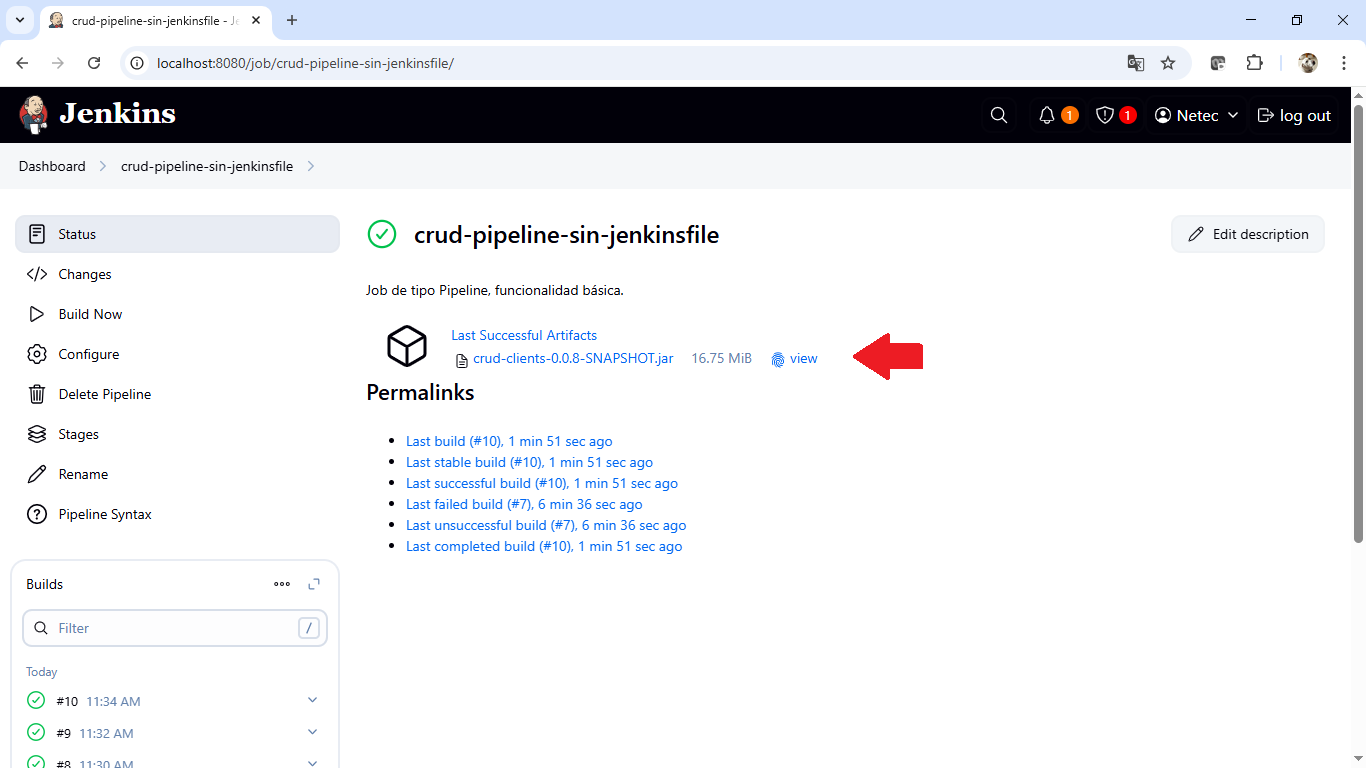 crud-pipeline-sin-jenkinsfile - Je
localhost:8080/job/crud-pipeline-sin-jenkinsfile/
Jenkins
1
1
Netec
log out
Dashboard
crud-pipeline-sin-jenkinsfile
Status
Changes
Build Now
Configure
Delete Pipeline
Stages
Rename
Pipeline Syntax
crud-pipeline-sin-jenkinsfile
Edit description
Job de tipo Pipeline, funcionalidad básica.
Last Successful Artifacts
crud-clients-0.0.8-SNAPSHOT.jar 16.75 MiB view
Permalinks
Last build (#10), 1 min 51 sec ago
Last stable build (#10), 1 min 51 sec ago
Last successful build (#10), 1 min 51 sec ago
Last failed build (#7), 6 min 36 sec ago
Last unsuccessful build (#7), 6 min 36 sec ago
Last completed build (#10), 1 min 51 sec ago
Builds
Filter /
Today
#10 11:34 AM
#9 11:32 AM
#8 11:30 AM